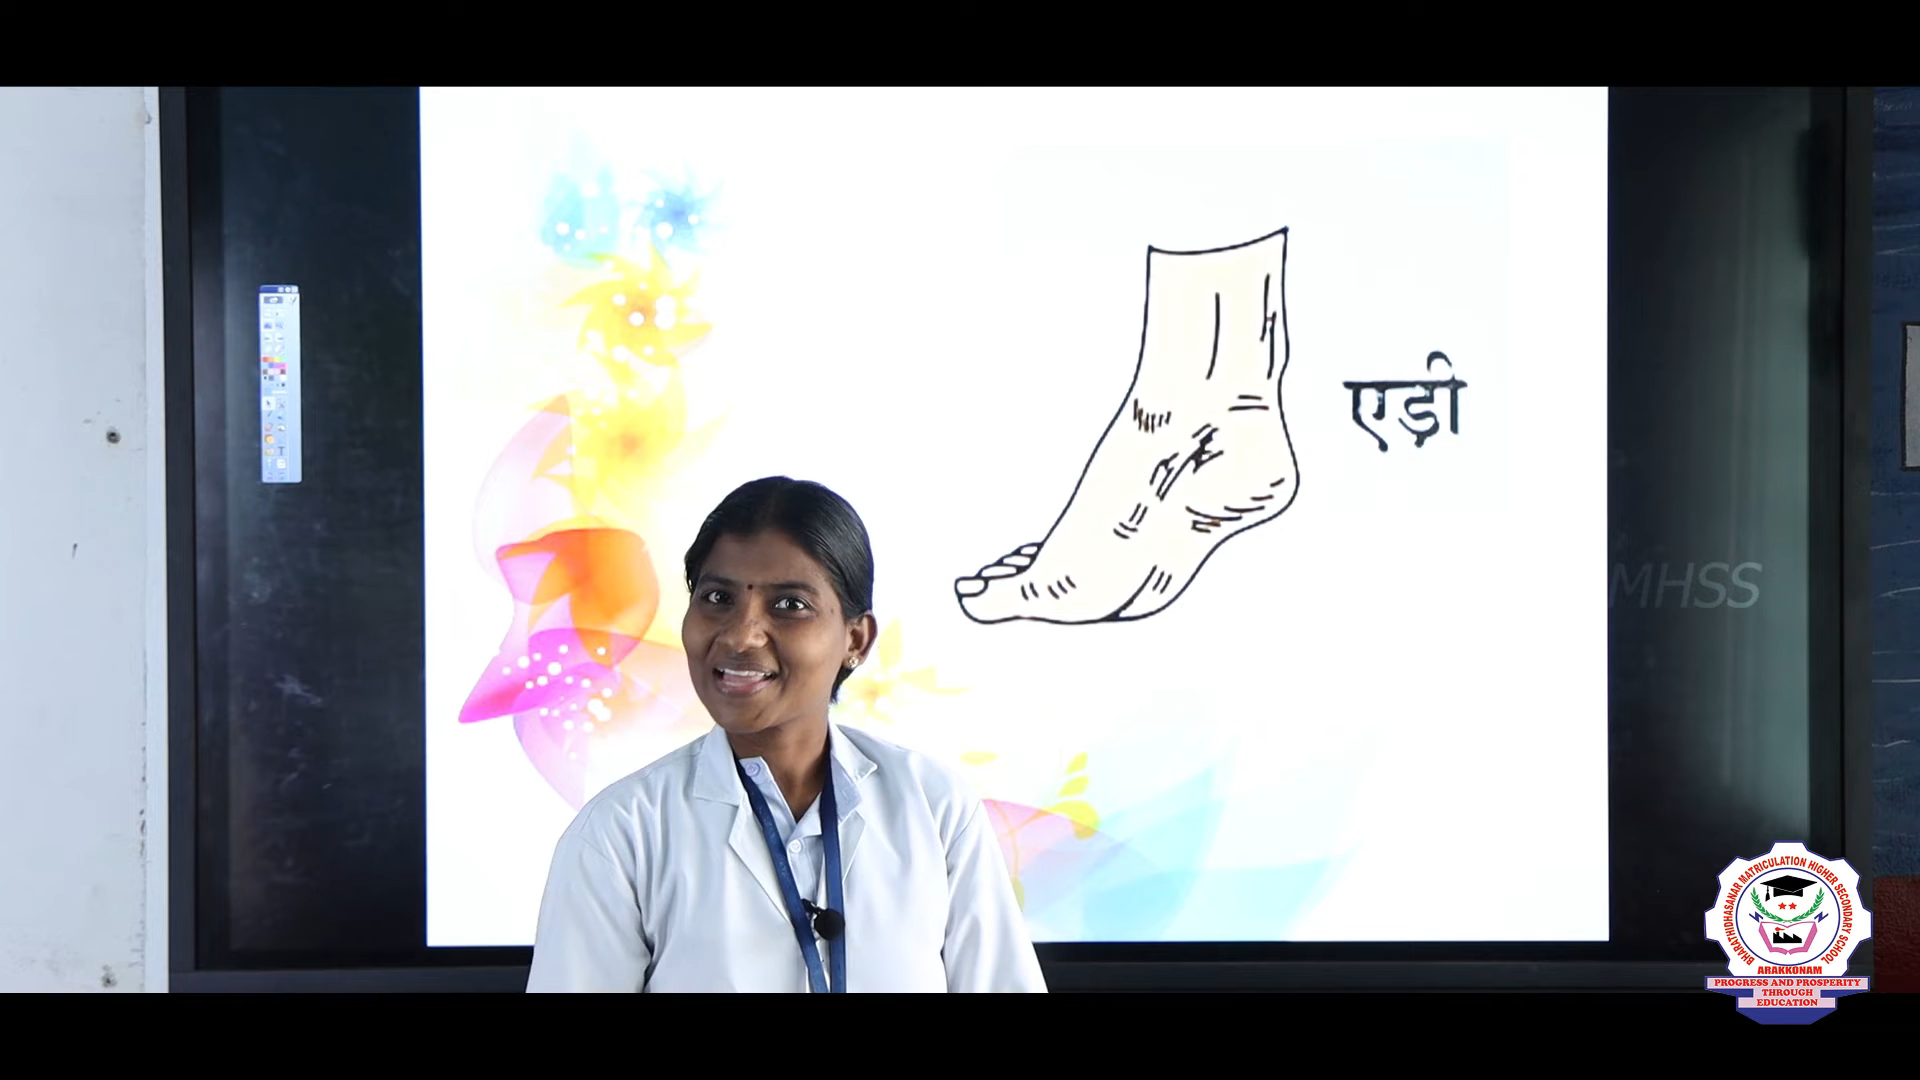 एड़ी
MHSS
BHARATHIDHASANAR MATRICULATION HIGHER SECONDARY SCHOOL
ARAKKONAM
PROGRESS AND PROSPERITY
THROUGH
EDUCATION